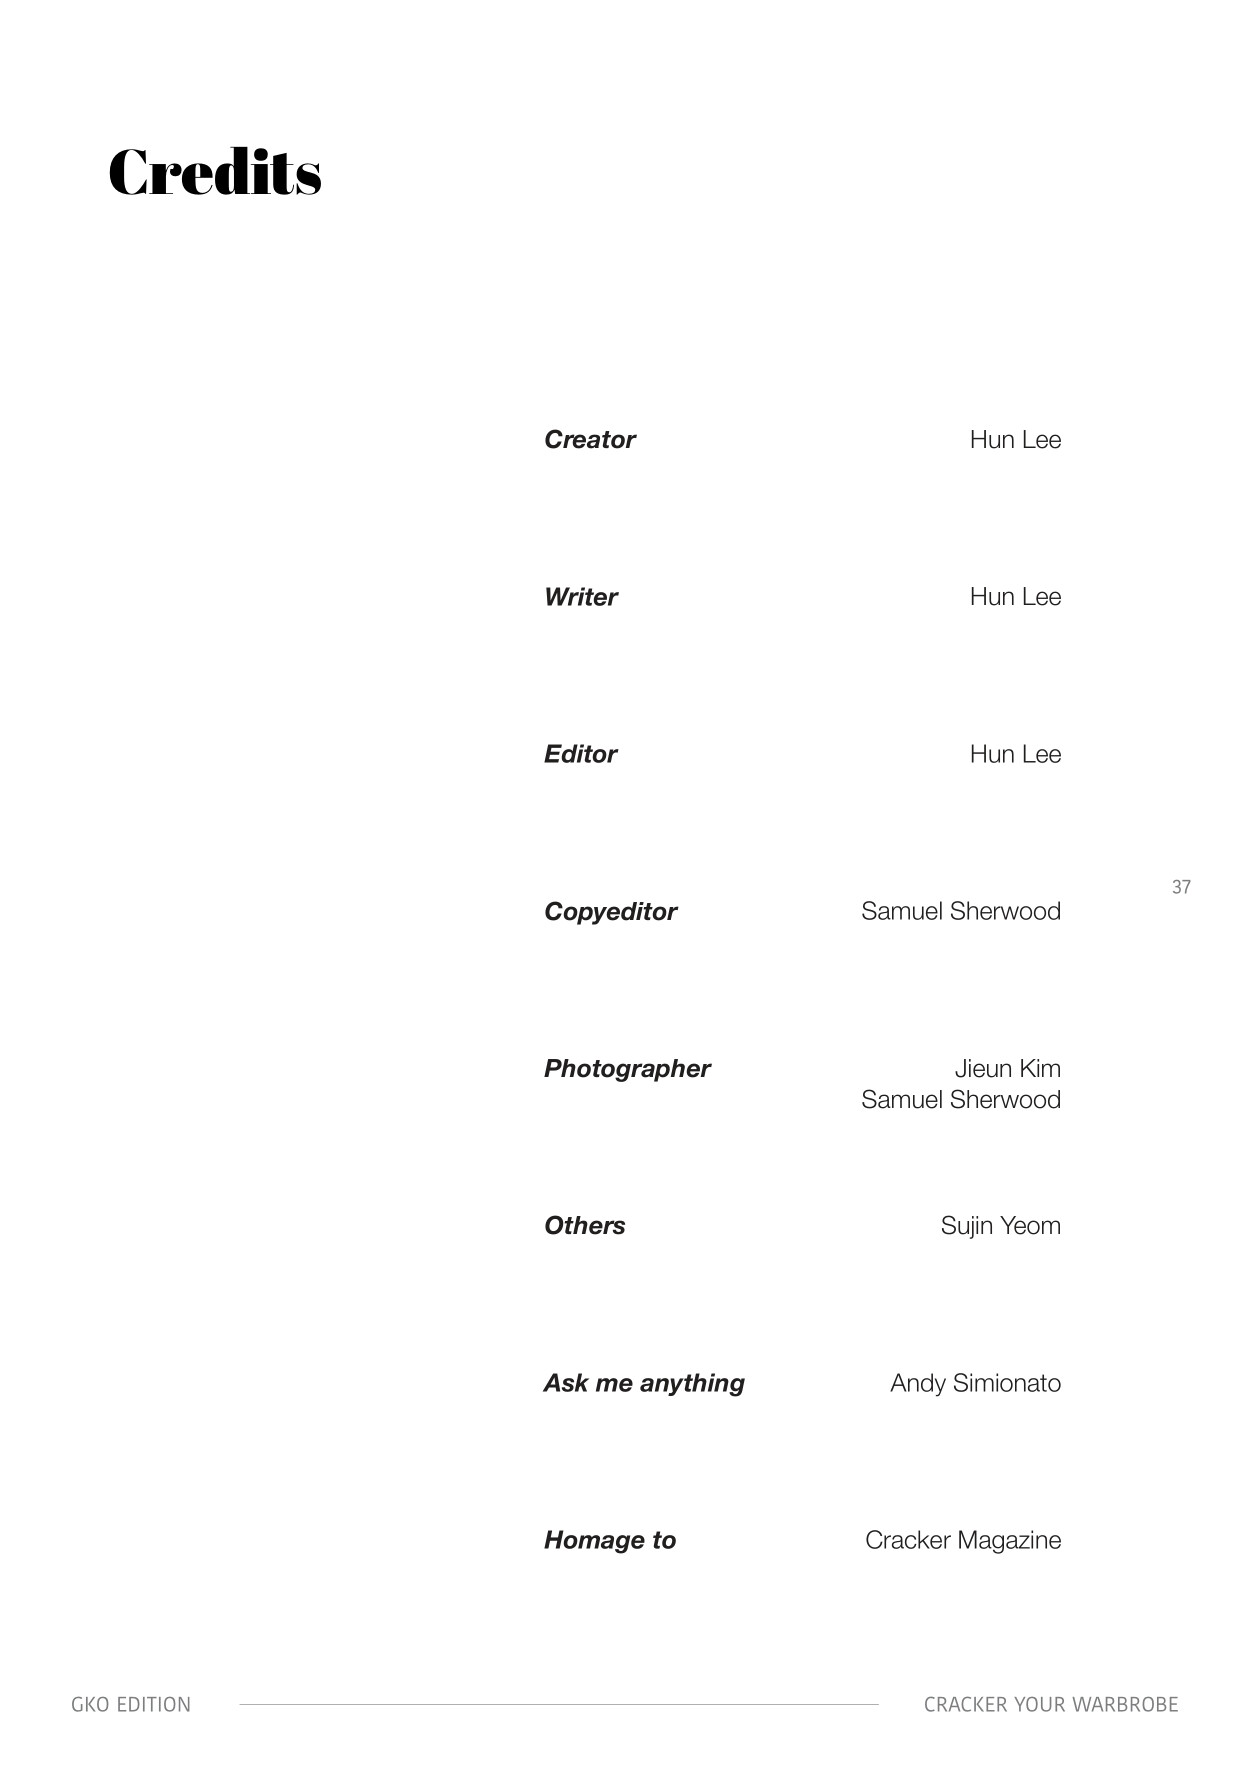 Credits
Creator Hun Lee
Writer Hun Lee
Editor Hun Lee
37
Copyeditor Samuel Sherwood
Photographer Jieun Kim
Samuel Sherwood
Others Sujin Yeom
Ask me anything Andy Simionato
Homage to Cracker Magazine
GKO EDITION CRACKER YOUR WARBROBE